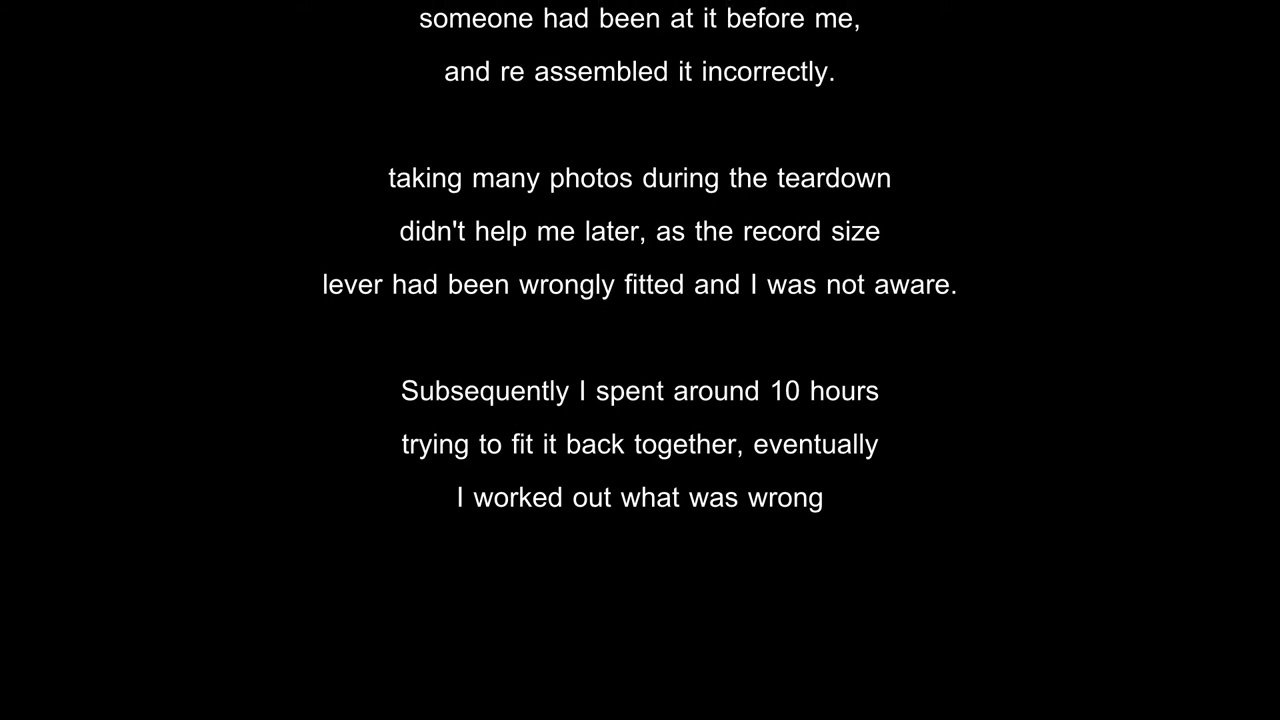 someone had been at it before me,
and re assembled it incorrectly.
taking many photos during the teardown
didn't help me later, as the record size
lever had been wrongly fitted and I was not aware.
Subsequently I spent around 10 hours
trying to fit it back together, eventually
I worked out what was wrong